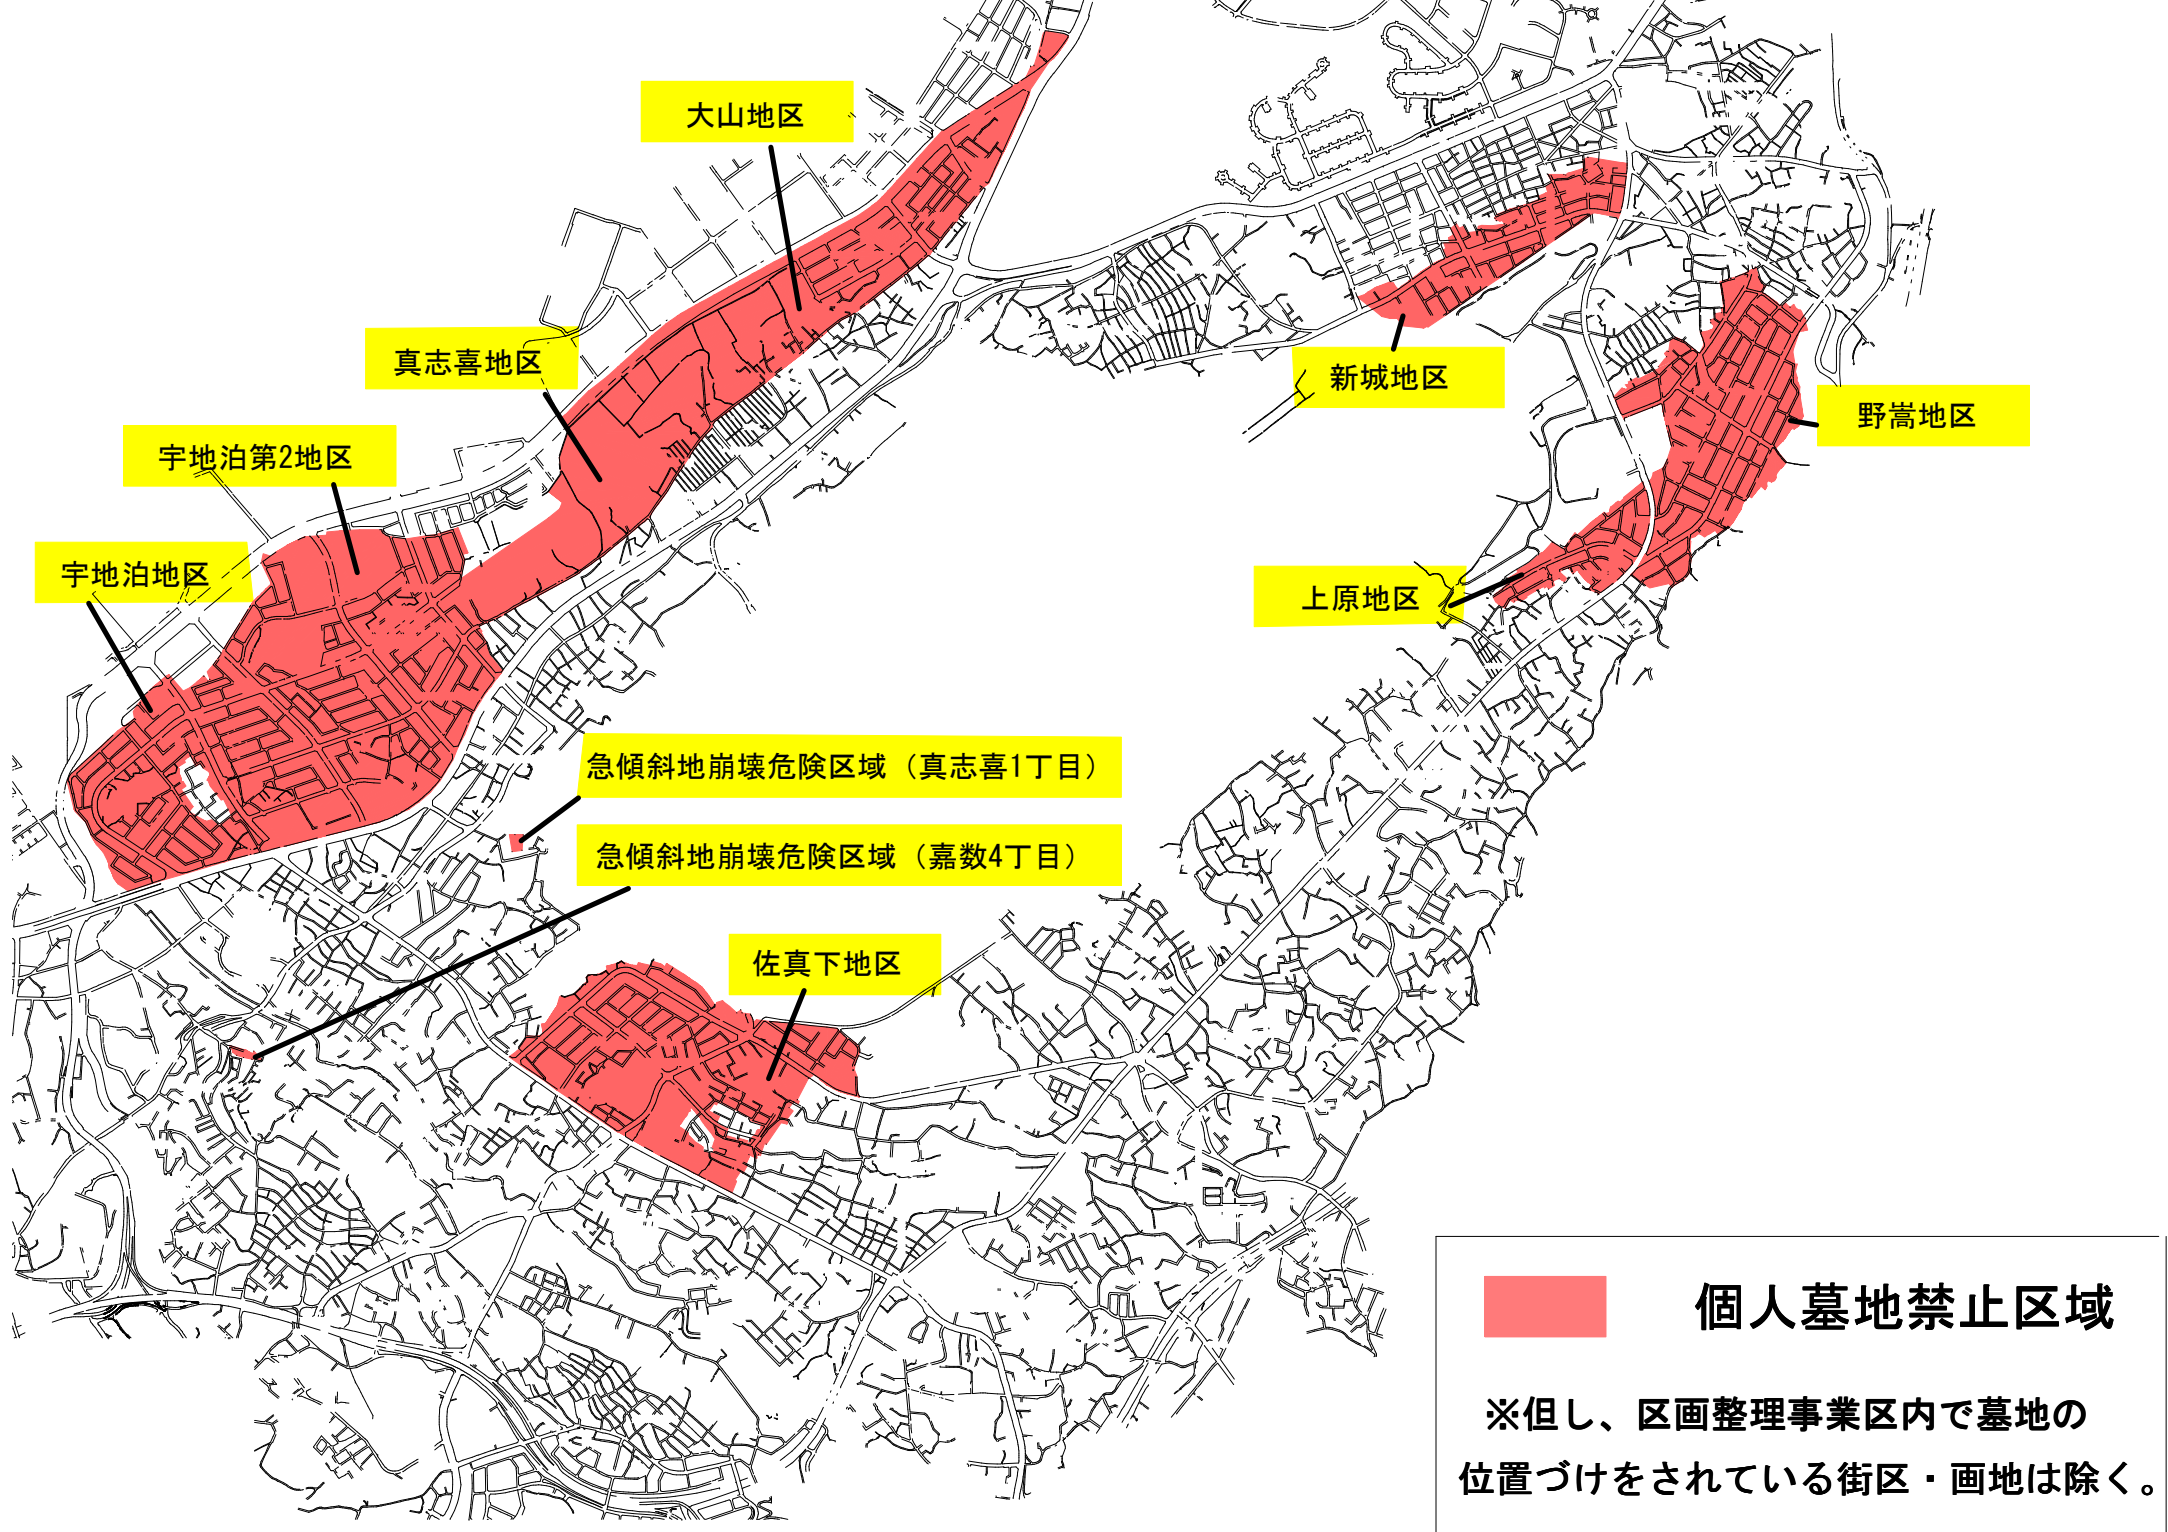 大山地区
真志喜地区
新城地区
野嵩地区
宇地泊第2地区
宇地泊地区
上原地区
急傾斜地崩壊危険区域（真志喜1丁目）
急傾斜地崩壊危険区域（嘉数4丁目）
佐真下地区
個人墓地禁止区域
※但し、区画整理事業区内で墓地の
位置づけをされている街区・画地は除く。